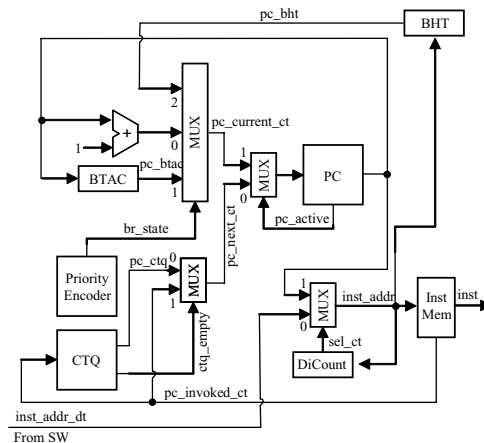 pc_bht
BHT
2
MUX
pc_current_ct
+
0
1
pc_btac
BTAC
1
1
MUX
0
PC
pc_active
br_state
pc_next_ct
Priority
Encoder
pc_ctq
0
MUX
1
ctq_empty
1
MUX
0
inst_addr
Inst
Mem
inst
CTQ
sel_ct
DiCount
pc_invoked_ct
inst_addr_dt
From SW